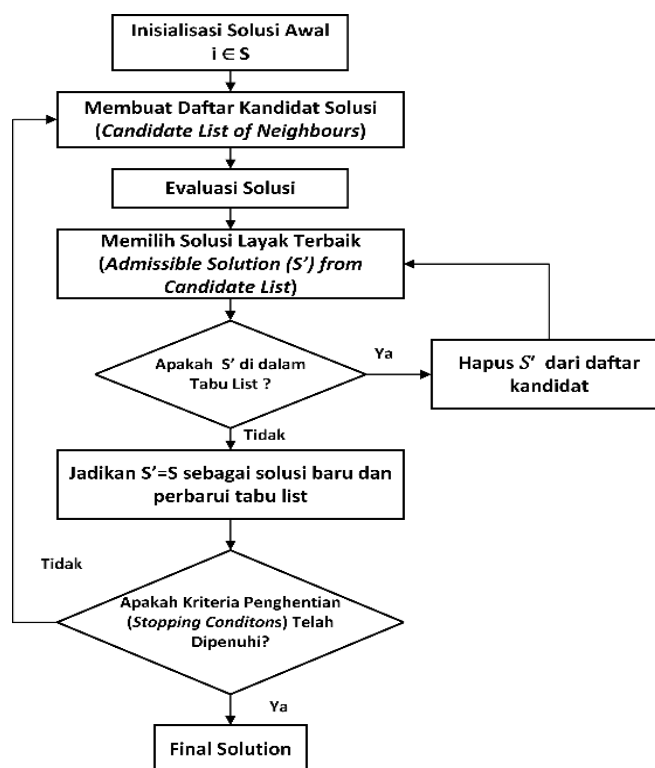 Inisialisasi Solusi Awal
i ∈ S
Membuat Daftar Kandidat Solusi
(Candidate List of Neighbours)
Evaluasi Solusi
Memilih Solusi Layak Terbaik
(Admissible Solution (S’) from
Candidate List)
Apakah S’ di dalam
Tabu List ?
Ya
Hapus S′ dari daftar
kandidat
Tidak
Jadikan S’=S sebagai solusi baru dan
perbarui tabu list
Tidak
Apakah Kriteria Penghentian
(Stopping Conditons) Telah
Dipenuhi?
Ya
Final Solution